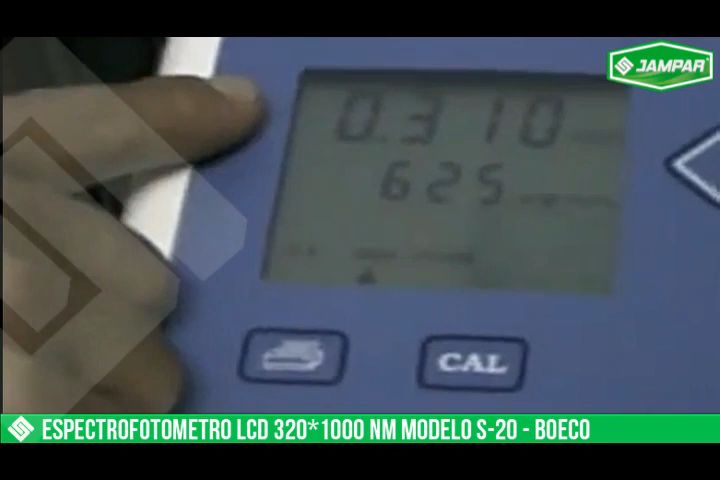 JAMPAR
0.310
625
CAL
ESPECTROFOTOMETRO LCD 320*1000 NM MODELO S-20 - BOECO